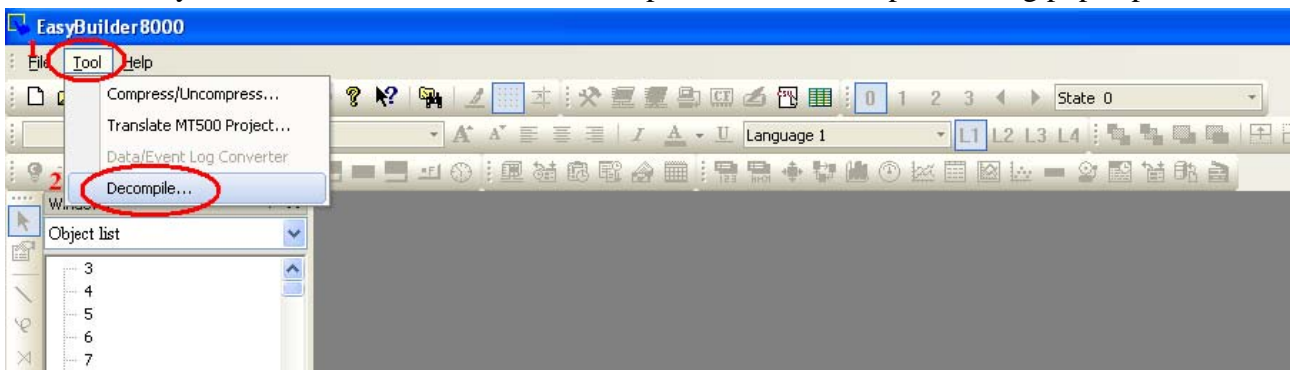 EasyBuilder8000
1
File Tool Help
Compress/Uncompress...
0 1 2 3 State 0
Translate MT500 Project...
Language 1 L1 L2 L3 L4
Data/Event Log Converter
2
Decompile...
Object list
3
4
5
6
7